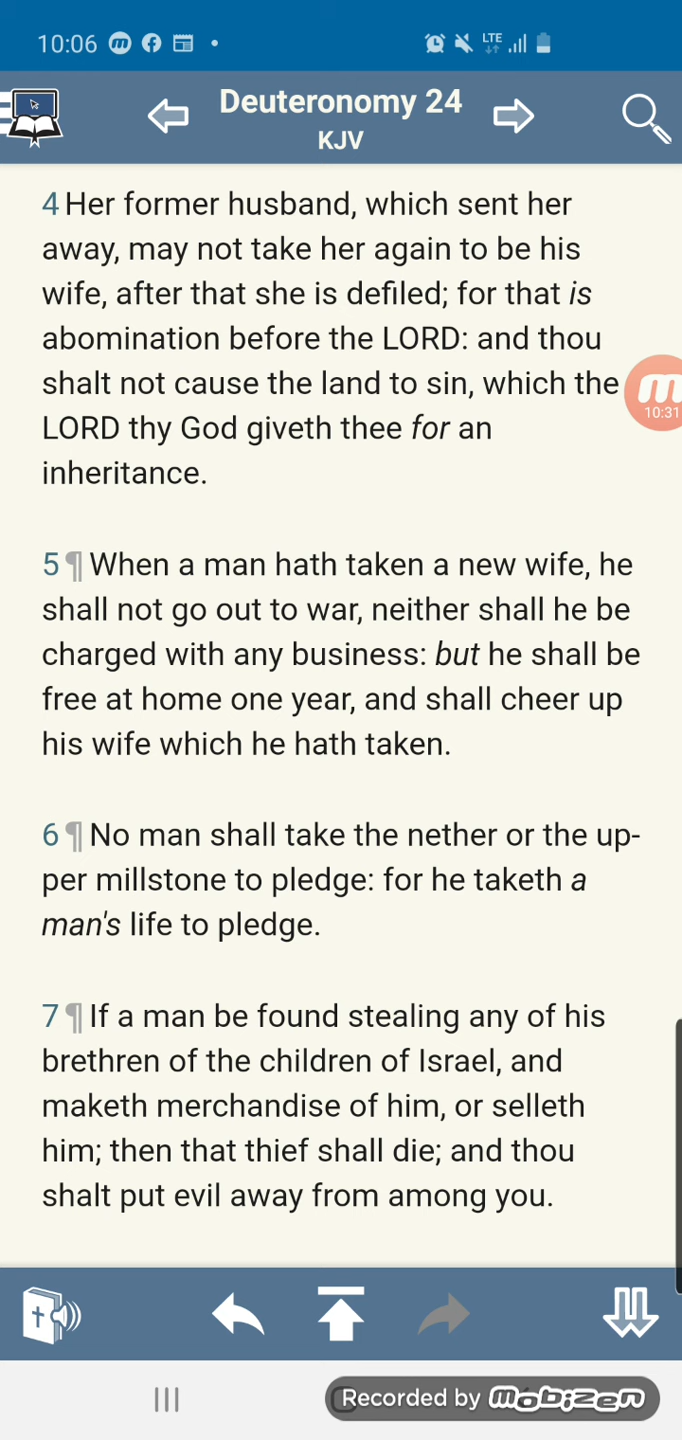 10:06
LTE
Deuteronomy 24
KJV
4 Her former husband, which sent her
away, may not take her again to be his
wife, after that she is defiled; for that is
abomination before the LORD: and thou
shalt not cause the land to sin, which the
LORD thy God giveth thee for an
inheritance.
m
10:31
5 ¶ When a man hath taken a new wife, he
shall not go out to war, neither shall he be
charged with any business: but he shall be
free at home one year, and shall cheer up
his wife which he hath taken.
6 ¶ No man shall take the nether or the up-
per millstone to pledge: for he taketh a
man's life to pledge.
7 ¶ If a man be found stealing any of his
brethren of the children of Israel, and
maketh merchandise of him, or selleth
him; then that thief shall die; and thou
shalt put evil away from among you.
Recorded by mobizen